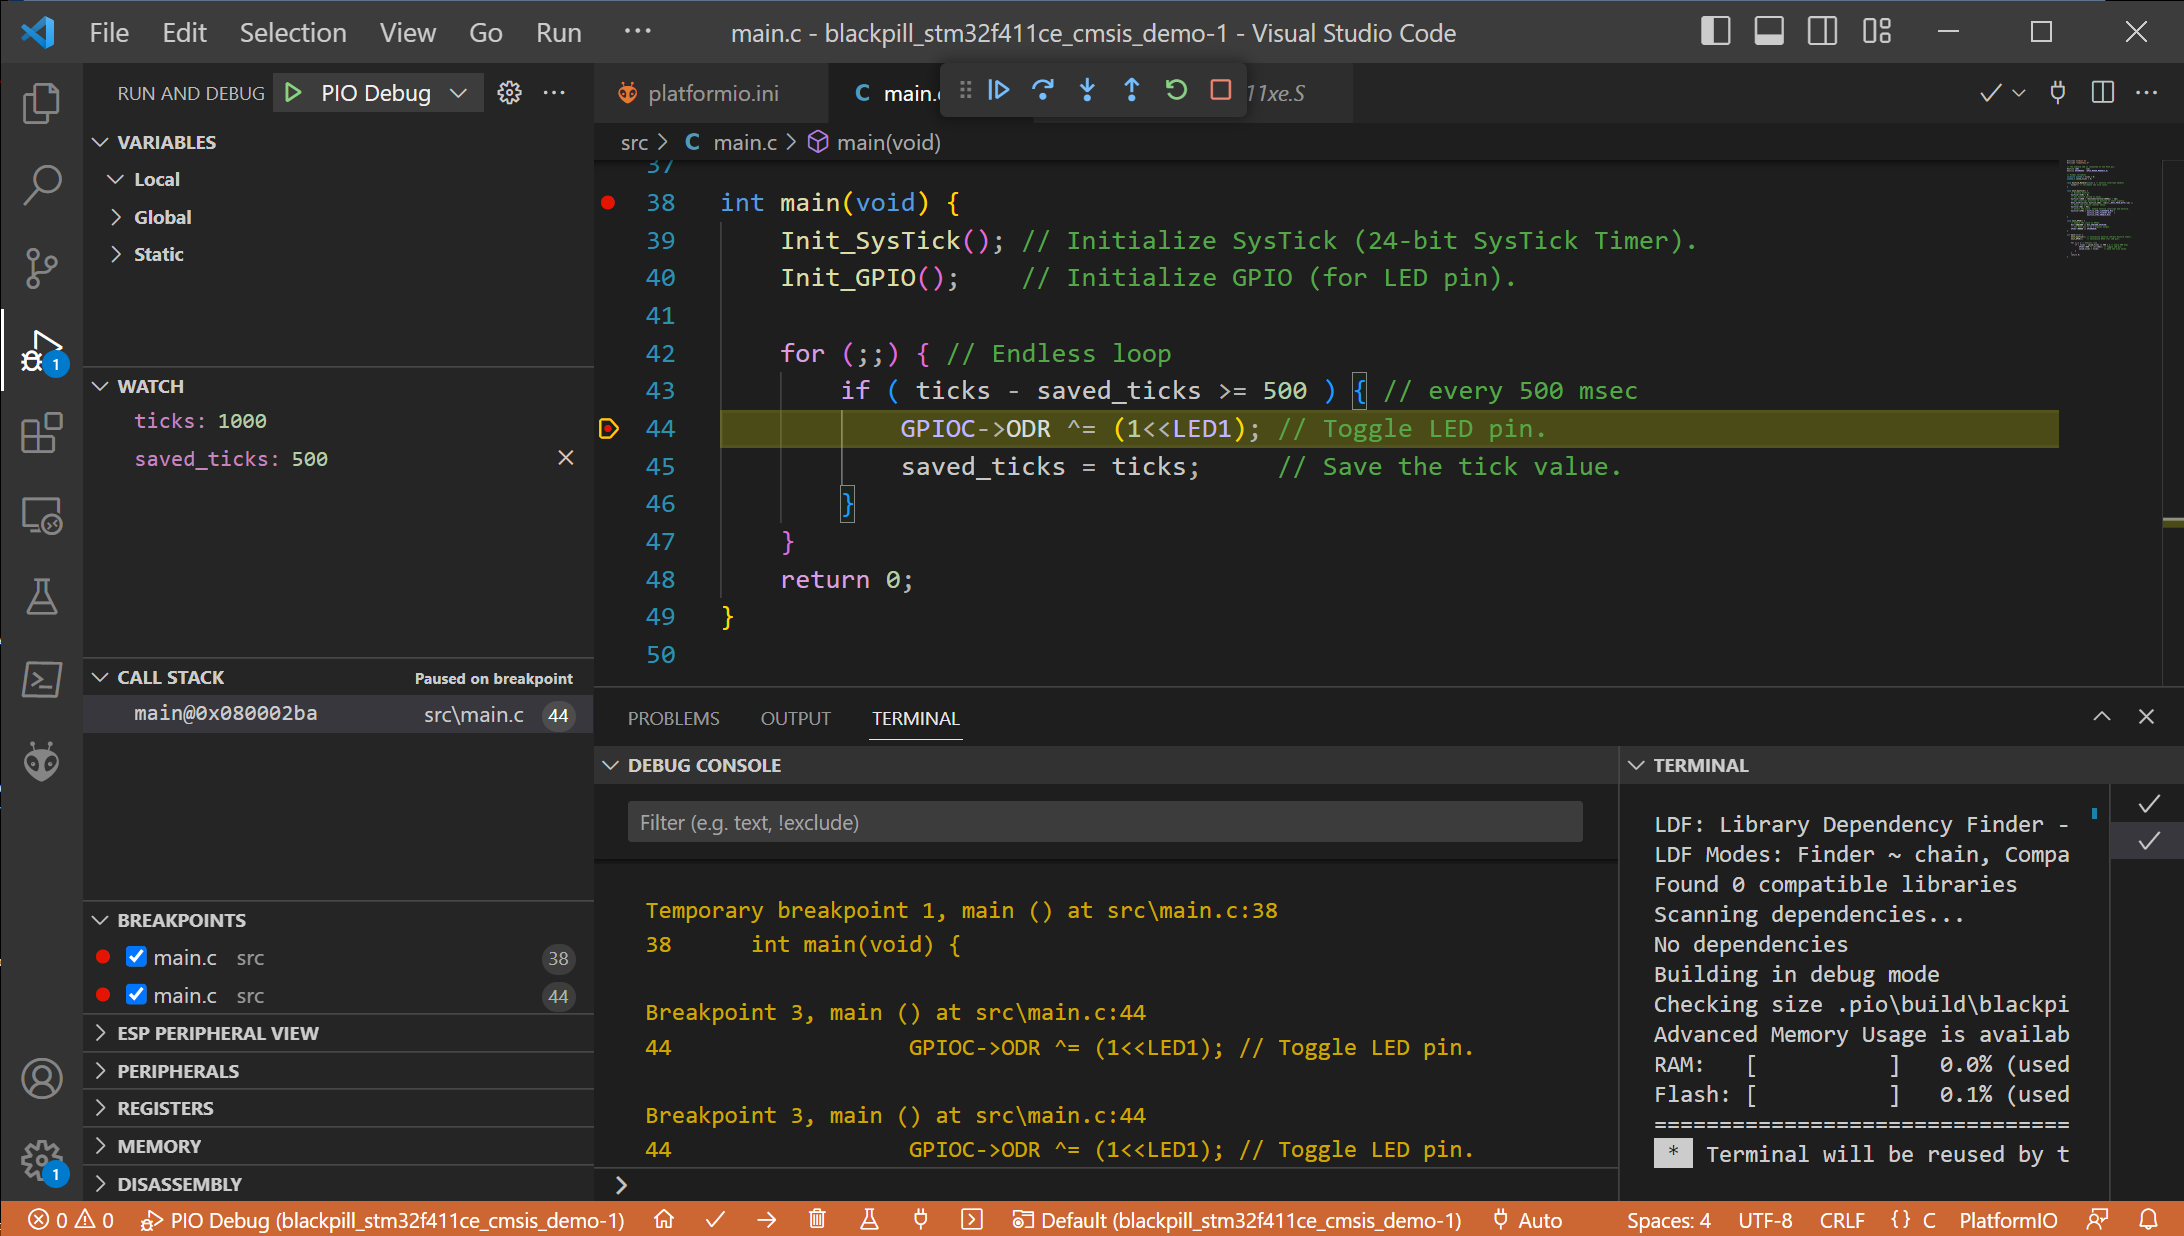 File Edit Selection View Go Run ··· main.c - blackpill_stm32f411ce_cmsis_demo-1 - Visual Studio Code
RUN AND DEBUG PIO Debug
VARIABLES
Local
Global
Static
WATCH
ticks: 1000
saved_ticks: 500
CALL STACK Paused on breakpoint
main@0x080002ba src\main.c 44
BREAKPOINTS
main.c src 38
main.c src 44
ESP PERIPHERAL VIEW
PERIPHERALS
REGISTERS
MEMORY
DISASSEMBLY
1
1
platformio.ini C main. 11xe.S
src > C main.c > main(void)
37
38 int main(void) {
39 Init_SysTick(); // Initialize SysTick (24-bit SysTick Timer).
40 Init_GPIO(); // Initialize GPIO (for LED pin).
41
42 for (;;) { // Endless loop
43 if ( ticks - saved_ticks >= 500 ) { // every 500 msec
44 GPIOC->ODR ^= (1<<LED1); // Toggle LED pin.
45 saved_ticks = ticks; // Save the tick value.
46 }
47 }
48 return 0;
49 }
50
PROBLEMS OUTPUT TERMINAL
DEBUG CONSOLE
Filter (e.g. text, !exclude)
Temporary breakpoint 1, main () at src\main.c:38
38 int main(void) {
Breakpoint 3, main () at src\main.c:44
44 GPIOC->ODR ^= (1<<LED1); // Toggle LED pin.
Breakpoint 3, main () at src\main.c:44
44 GPIOC->ODR ^= (1<<LED1); // Toggle LED pin.
>
TERMINAL
LDF: Library Dependency Finder -
LDF Modes: Finder ~ chain, Compa
Found 0 compatible libraries
Scanning dependencies...
No dependencies
Building in debug mode
Checking size .pio\build\blackpi
Advanced Memory Usage is availab
RAM: [ ] 0.0% (used
Flash: [ ] 0.1% (used
================================
* Terminal will be reused by t
0 0 PIO Debug (blackpill_stm32f411ce_cmsis_demo-1) Default (blackpill_stm32f411ce_cmsis_demo-1) Auto Spaces: 4 UTF-8 CRLF {} C PlatformIO